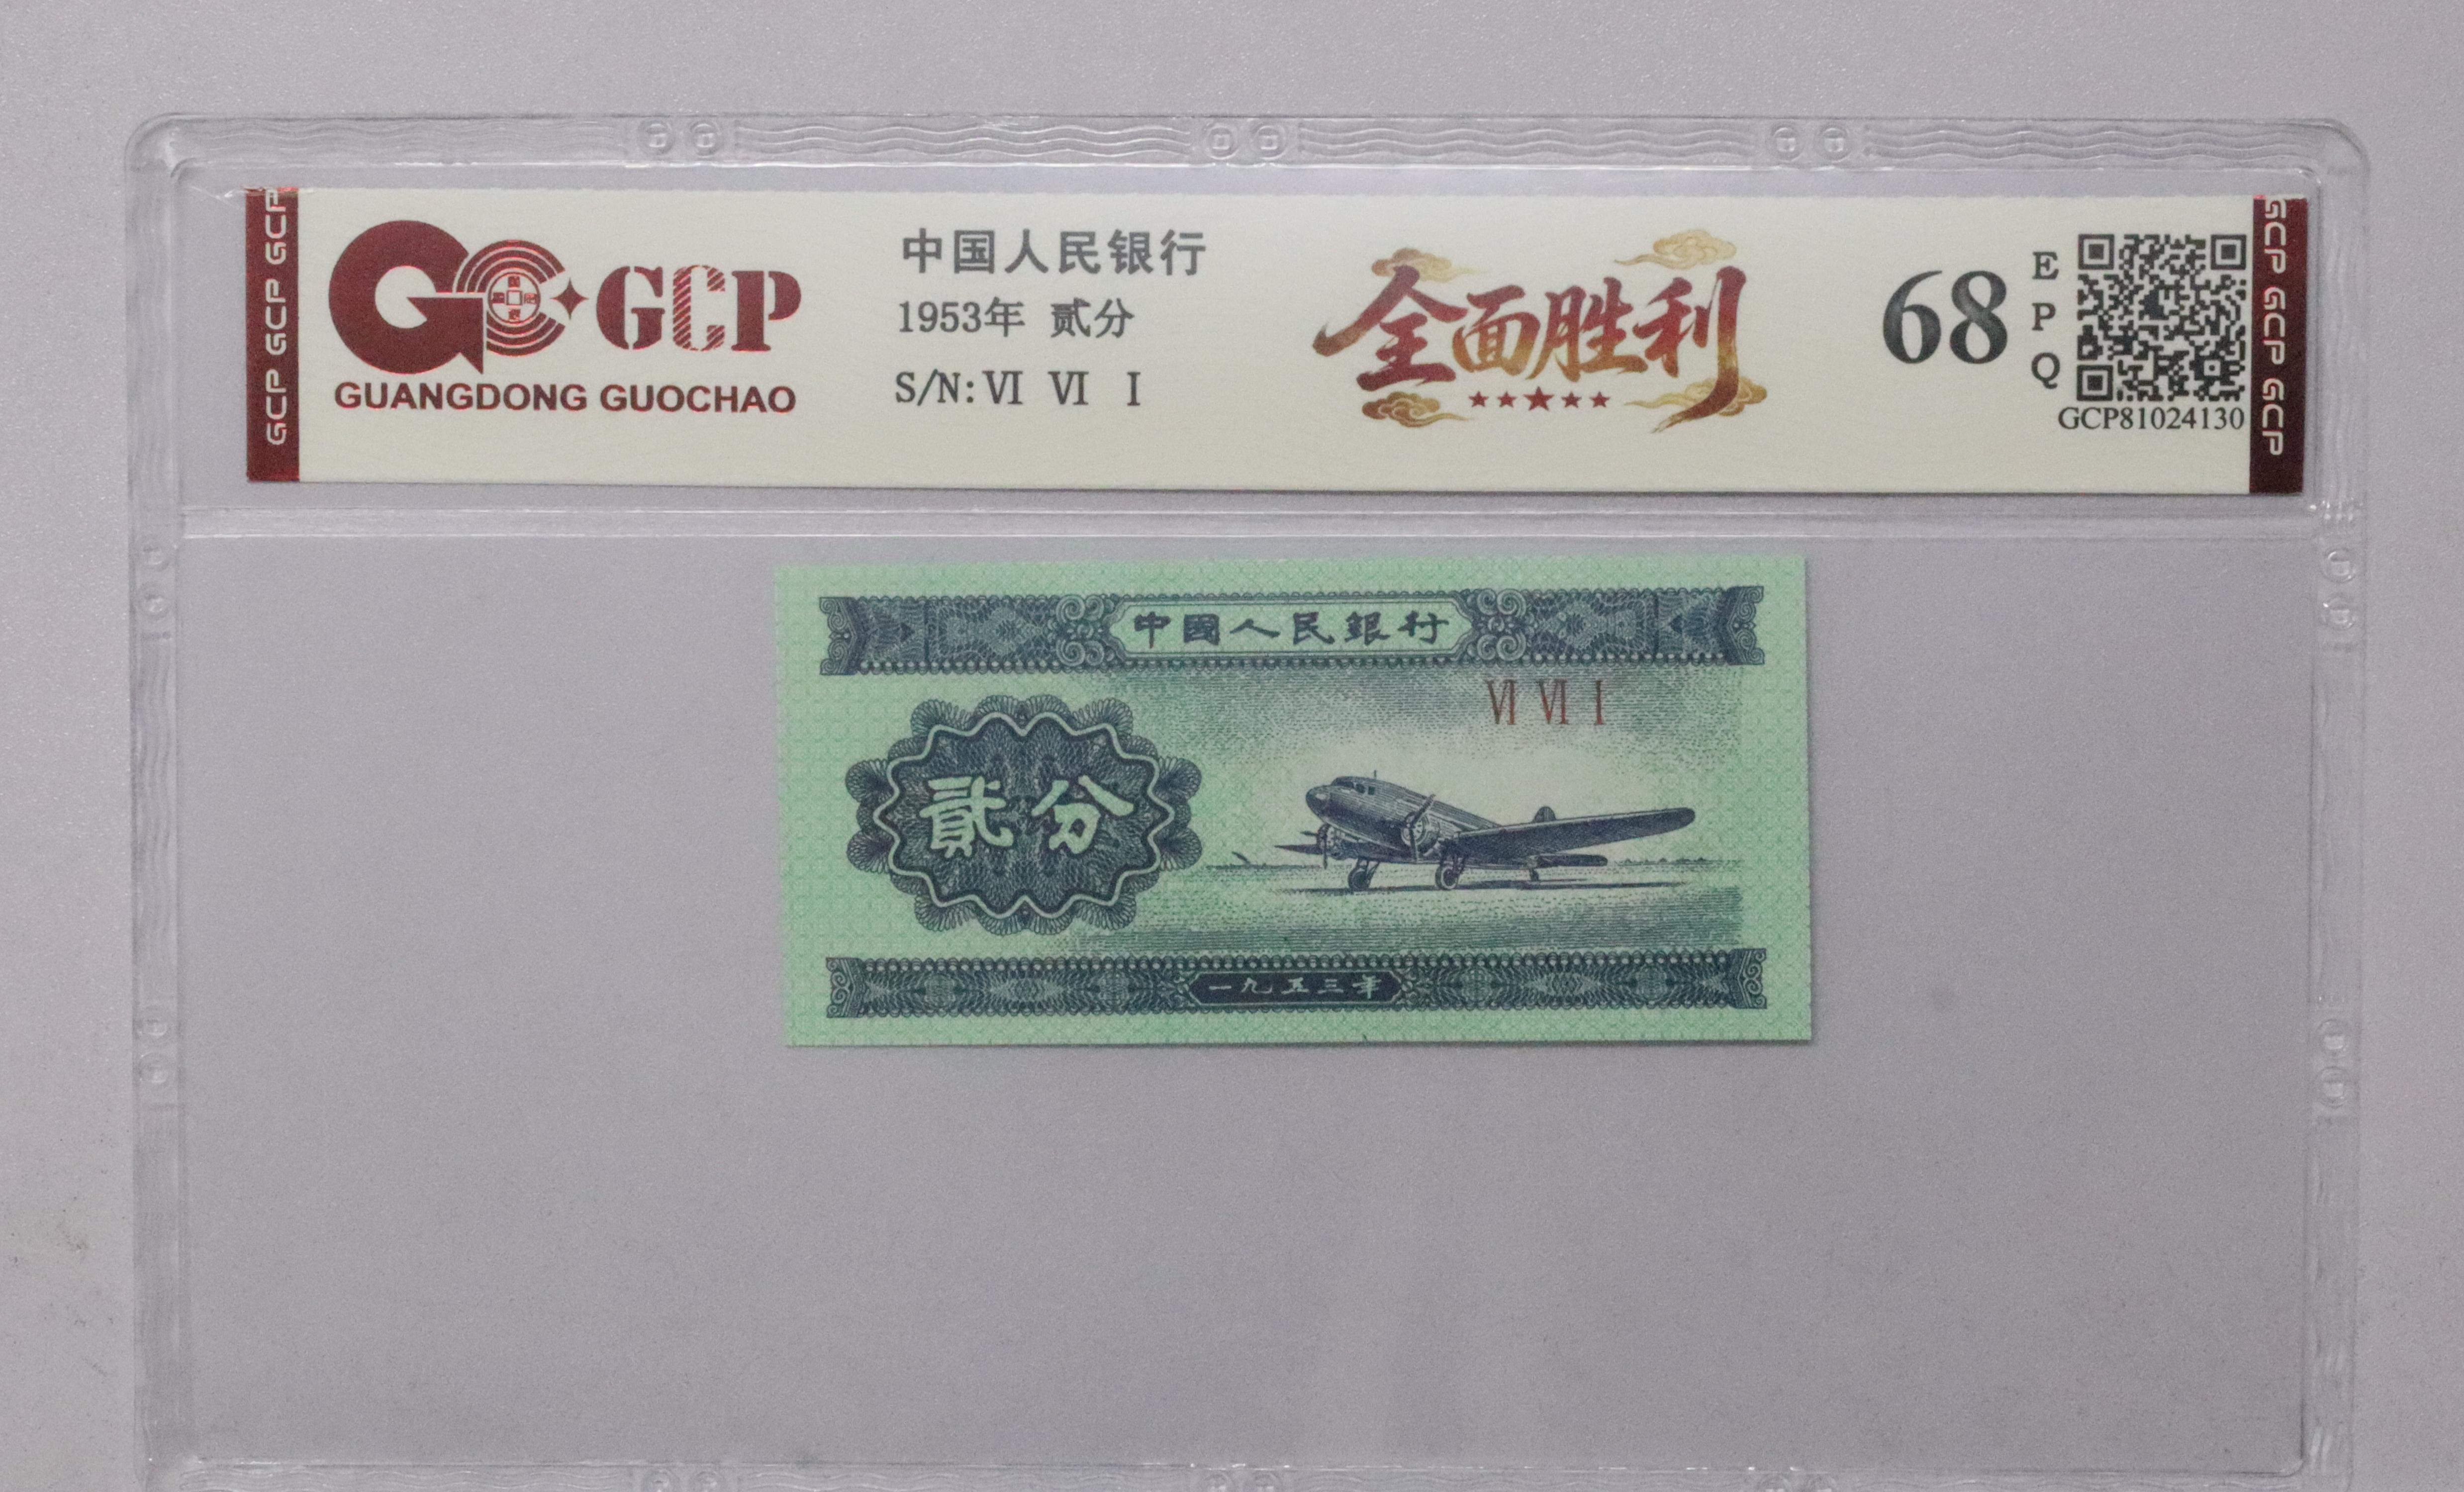 GCP GCP GCP
GCP
GUANGDONG GUOCHAO
中国人民银行
1953年 贰分
S/N: VI VI I
全面胜利
68
E
P
Q
GCP81024130
GCP GCP GCP
中國人民銀行
VI VI I
貳分
一九五三年